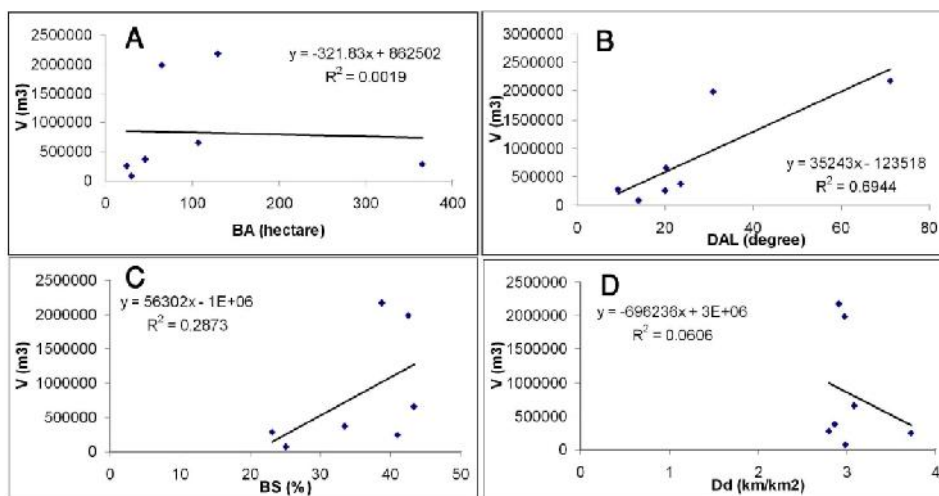 A
y = -321.83x + 862502
R² = 0.0019
2500000
2000000
1500000
1000000
500000
0
V (m3)
0 100 200 300 400
BA (hectare)
B
3000000
2500000
2000000
1500000
1000000
500000
0
V (m3)
y = 35243x - 123518
R² = 0.6944
0 20 40 60 80
DAL (degree)
C
y = 56302x - 1E+06
R² = 0.2873
2500000
2000000
1500000
1000000
500000
0
V (m3)
0 10 20 30 40 50
BS (%)
D
y = -696236x + 3E+06
R² = 0.0606
2500000
2000000
1500000
1000000
500000
0
V (m3)
0 1 2 3 4
Dd (km/km2)